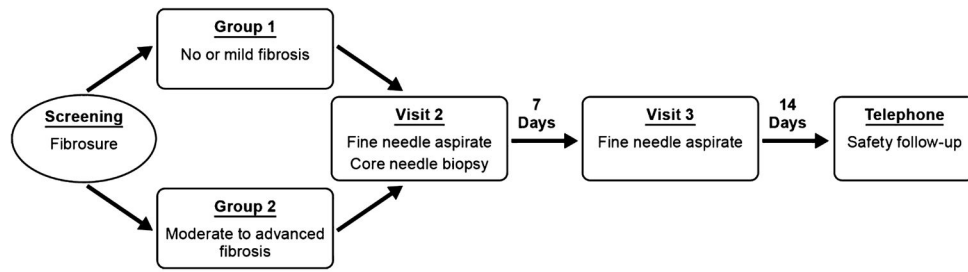 Group 1
No or mild fibrosis
Screening
Fibrosure
Group 2
Moderate to advanced
fibrosis
Visit 2
Fine needle aspirate
Core needle biopsy
7
Days
Visit 3
Fine needle aspirate
14
Days
Telephone
Safety follow-up